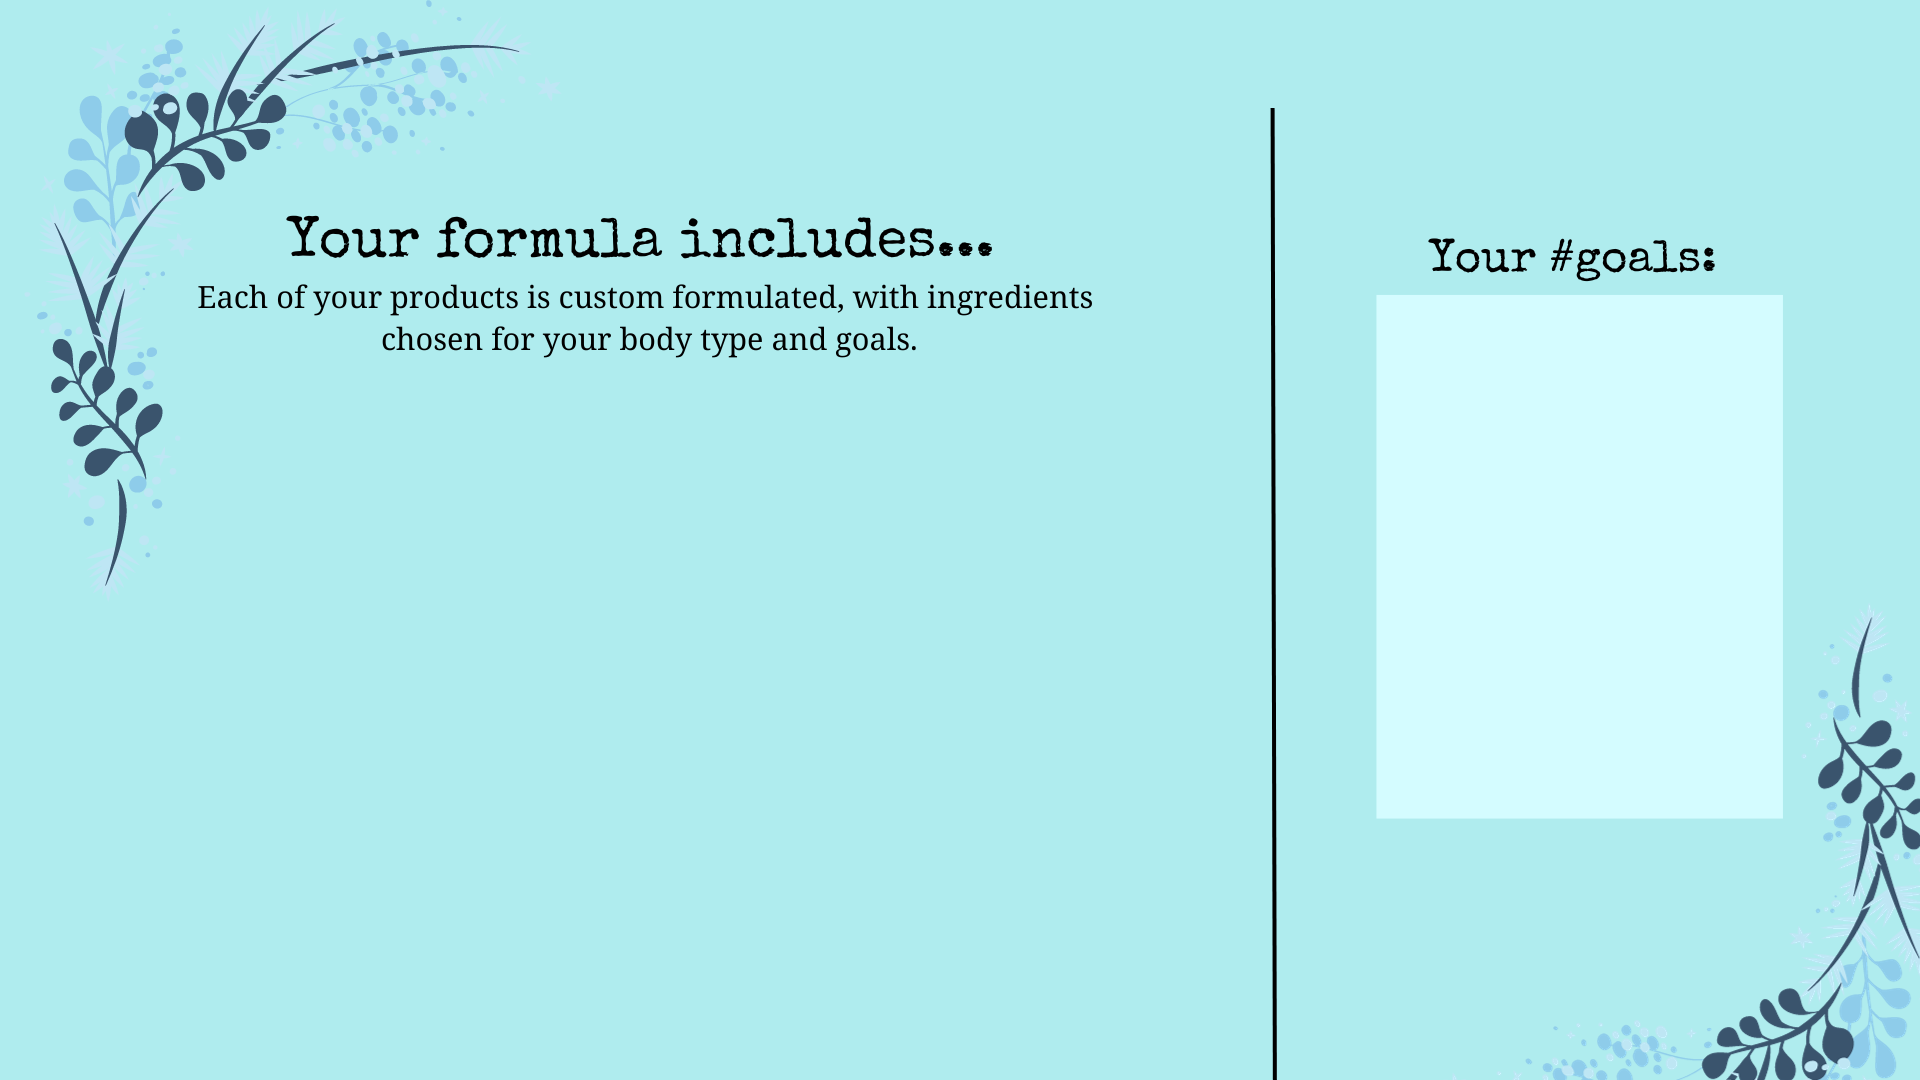 Your formula includes...
Each of your products is custom formulated, with ingredients
chosen for your body type and goals.
Your #goals: